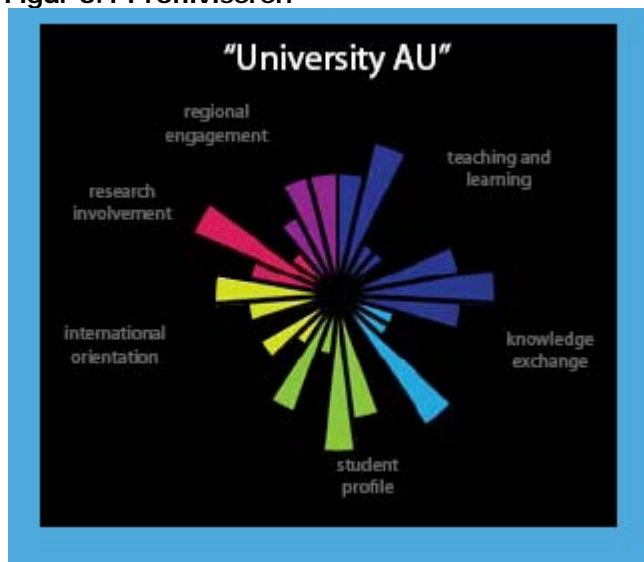 "University AU"
regional
engagement
teaching and
learning
research
involvement
international
orientation
knowledge
exchange
student
profile